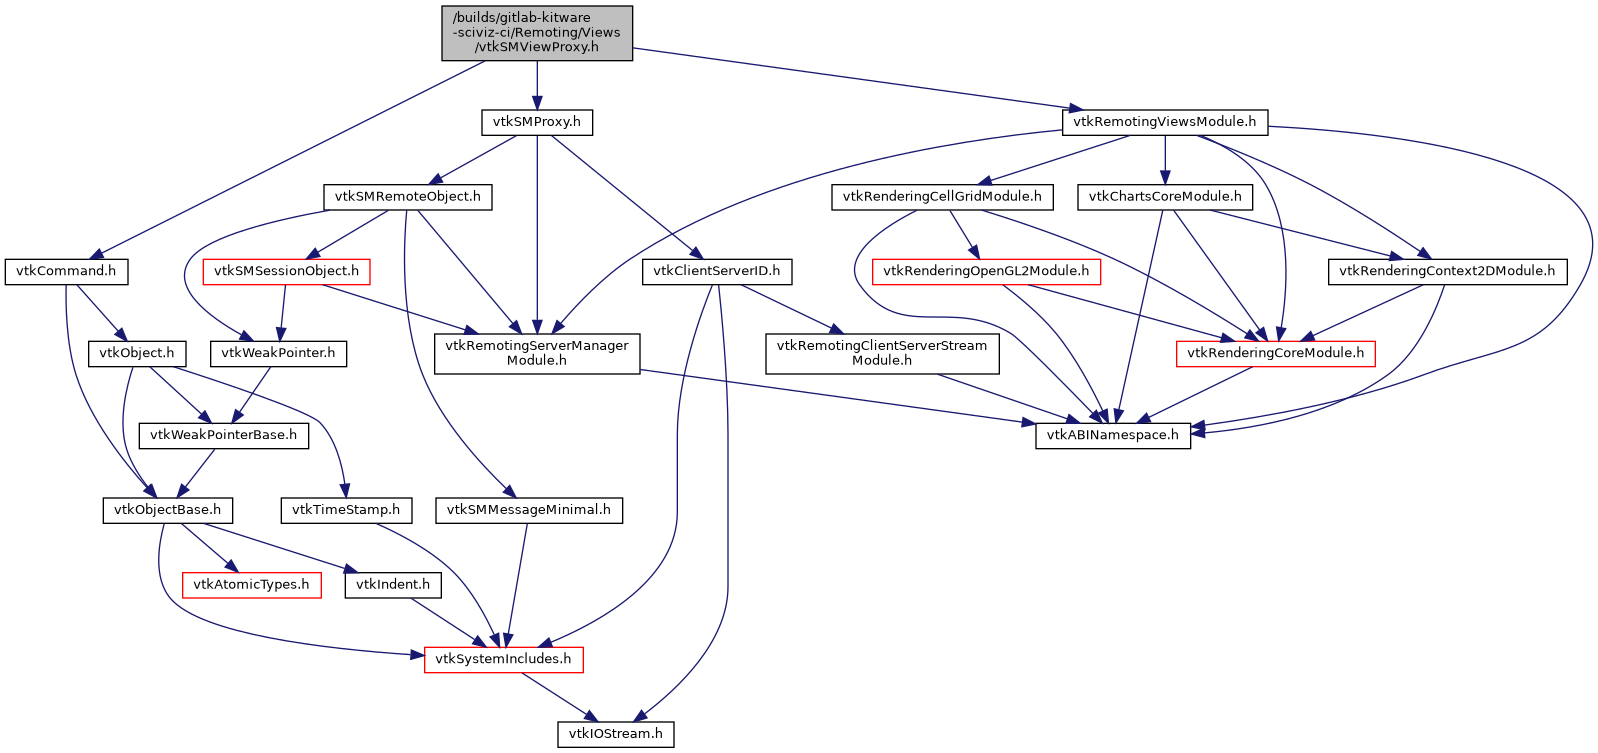 /builds/gitlab-kitware
-sciviz-ci/Remoting/Views
/vtkSMViewProxy.h
vtkSMProxy.h
vtkRemotingViewsModule.h
vtkSMRemoteObject.h
vtkRenderingCellGridModule.h
vtkChartsCoreModule.h
vtkCommand.h
vtkSMSessionObject.h
vtkClientServerID.h
vtkRenderingOpenGL2Module.h
vtkRenderingContext2DModule.h
vtkObject.h
vtkWeakPointer.h
vtkRemotingServerManager
Module.h
vtkRemotingClientServerStream
Module.h
vtkRenderingCoreModule.h
vtkWeakPointerBase.h
vtkABINamespace.h
vtkObjectBase.h
vtkTimeStamp.h
vtkSMMessageMinimal.h
vtkAtomicTypes.h
vtkIndent.h
vtkSystemIncludes.h
vtkIOStream.h